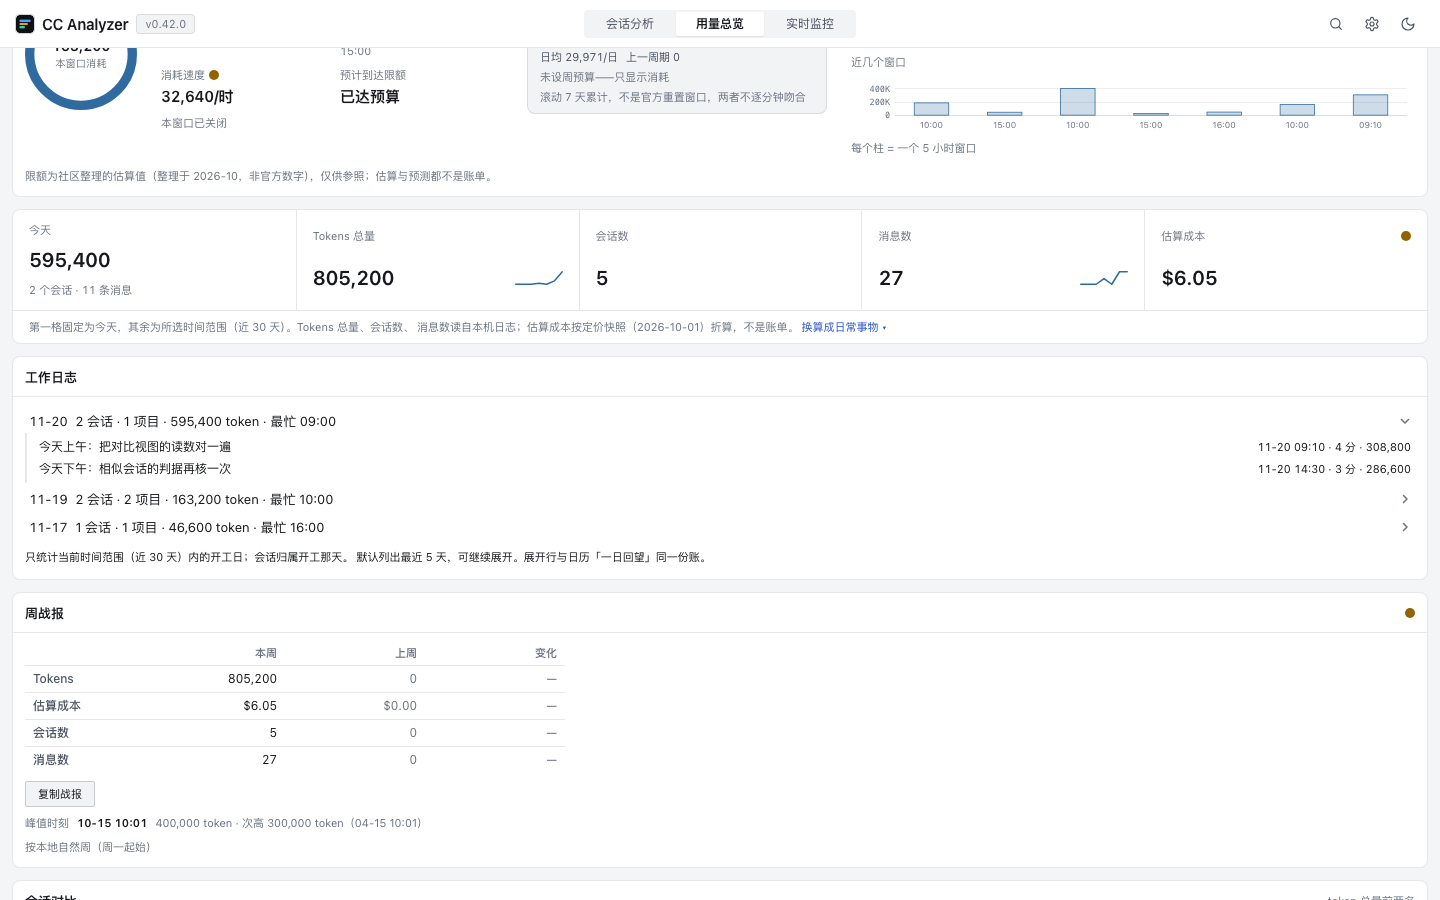 CC Analyzer
v0.42.0
会话分析
用量总览
实时监控
本窗口消耗
消耗速度
32,640/时
本窗口已关闭
15:00
预计到达限额
已达预算
日均 29,971/日 上一周期 0
未设周预算——只显示消耗
滚动 7 天累计，不是官方重置窗口，两者不逐分钟吻合
近几个窗口
400K
200K
0
10:00 15:00 10:00 15:00 16:00 10:00 09:10
每个柱 = 一个 5 小时窗口
限额为社区整理的估算值（整理于 2026-10，非官方数字），仅供参照；估算与预测都不是账单。
今天
595,400
2 个会话 · 11 条消息
Tokens 总量
805,200
会话数
5
消息数
27
估算成本
$6.05
第一格固定为今天，其余为所选时间范围（近 30 天）。Tokens 总量、会话数、 消息数读自本机日志；估算成本按定价快照（2026-10-01）折算，不是账单。 换算成日常事物 ▾
工作日志
11-20 2 会话 · 1 项目 · 595,400 token · 最忙 09:00
今天上午：把对比视图的读数对一遍 11-20 09:10 · 4 分 · 308,800
今天下午：相似会话的判据再核一次 11-20 14:30 · 3 分 · 286,600
11-19 2 会话 · 2 项目 · 163,200 token · 最忙 10:00
11-17 1 会话 · 1 项目 · 46,600 token · 最忙 16:00
只统计当前时间范围（近 30 天）内的开工日；会话归属开工那天。 默认列出最近 5 天，可继续展开。展开行与日历「一日回望」同一份账。
周战报
本周 上周 变化
Tokens 805,200 0 —
估算成本 $6.05 $0.00 —
会话数 5 0 —
消息数 27 0 —
复制战报
峰值时刻 10-15 10:01 400,000 token · 次高 300,000 token（04-15 10:01）
按本地自然周（周一起始）